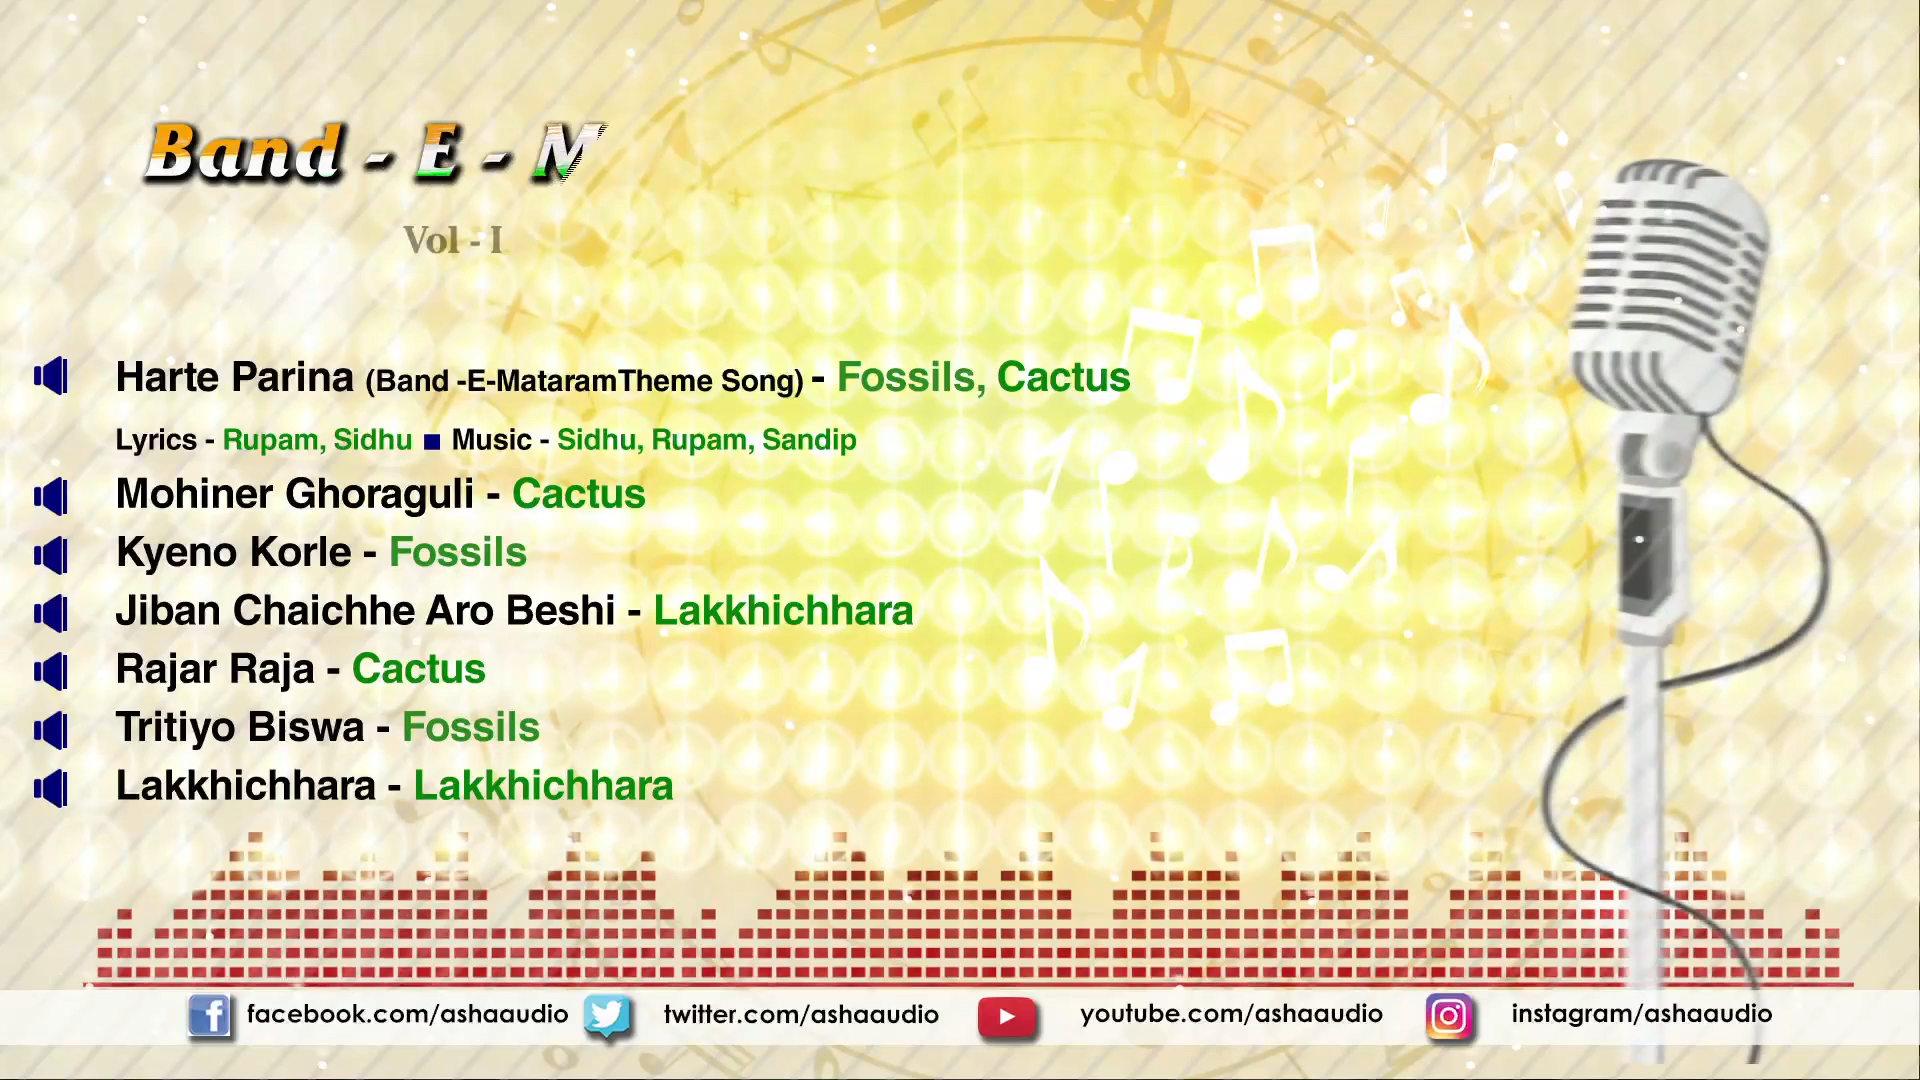 Band - E - M
Vol - I
Harte Parina (Band -E-MataramTheme Song) - Fossils, Cactus
Lyrics - Rupam, Sidhu ■ Music - Sidhu, Rupam, Sandip
Mohiner Ghoraguli - Cactus
Kyeno Korle - Fossils
Jiban Chaichhe Aro Beshi - Lakkhichhara
Rajar Raja - Cactus
Tritiyo Biswa - Fossils
Lakkhichhara - Lakkhichhara
facebook.com/ashaaudio twitter.com/ashaaudio youtube.com/ashaaudio instagram/ashaaudio